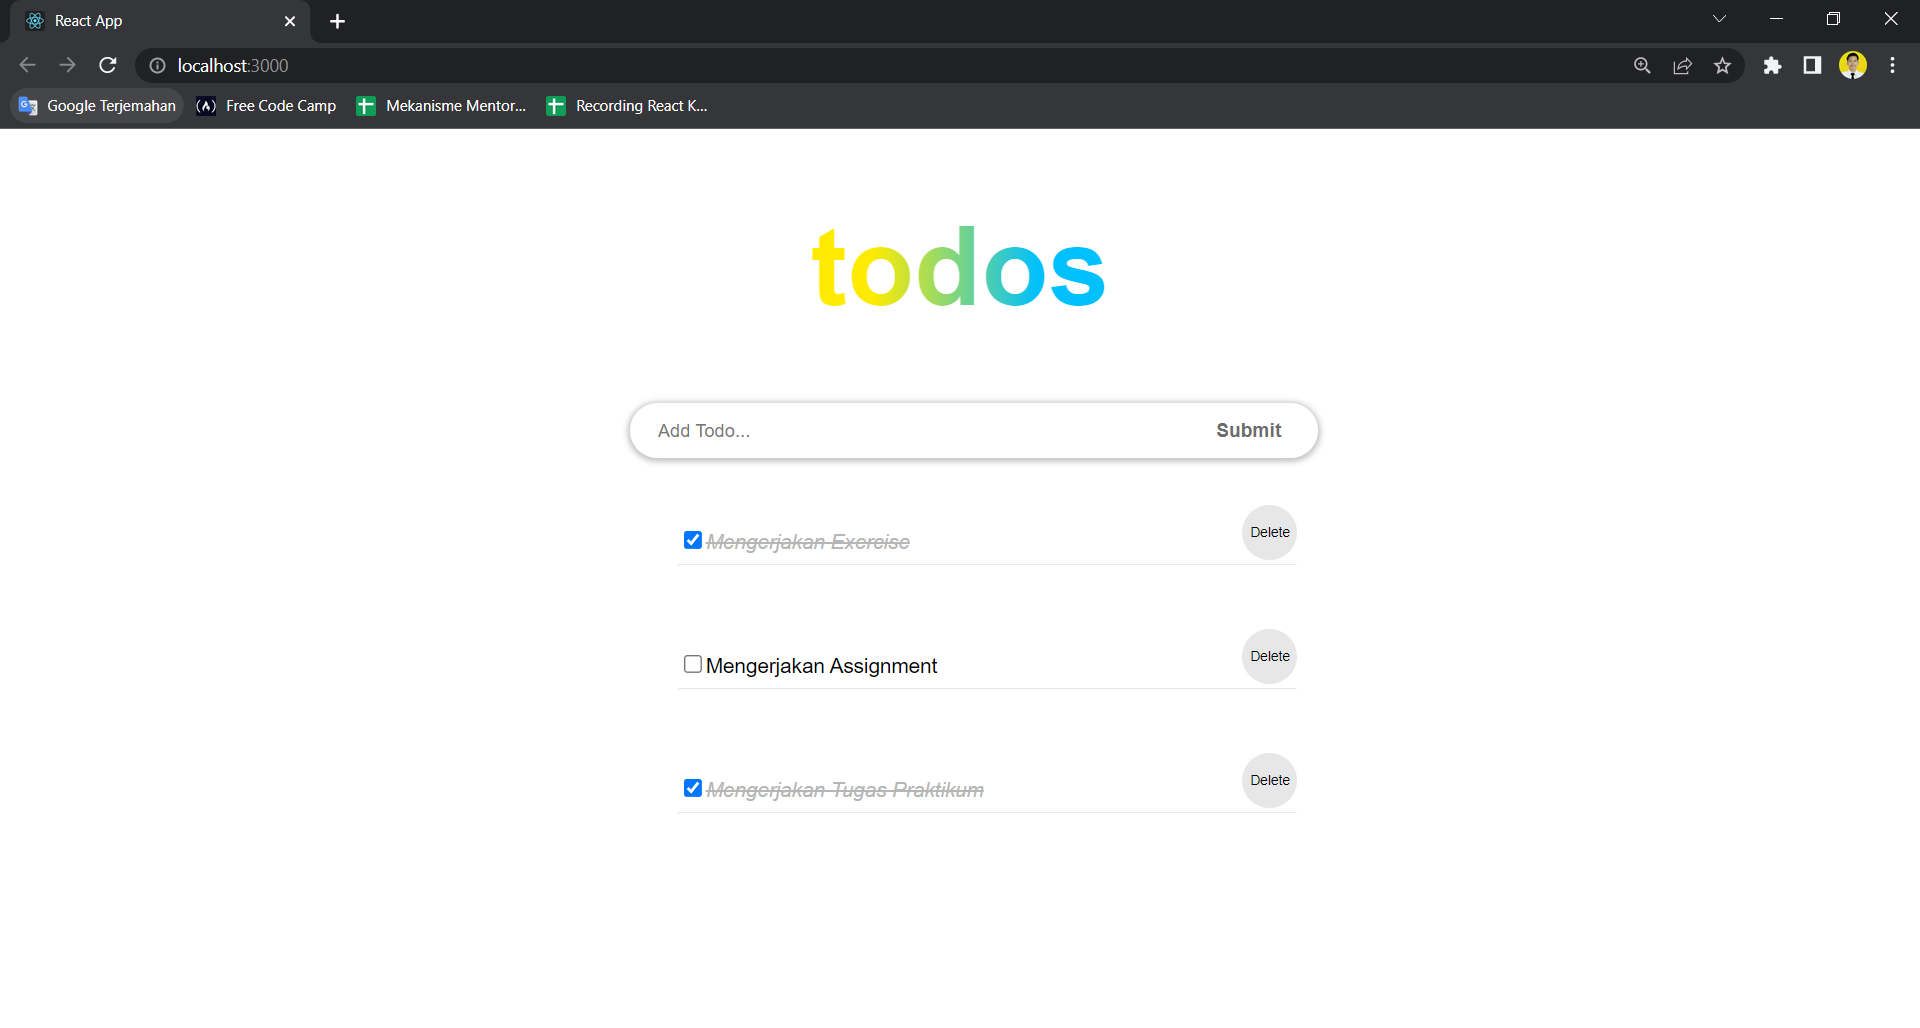 React App
localhost:3000
Google Terjemahan Free Code Camp Mekanisme Mentor... Recording React K...
todos
Add Todo... Submit
Mengerjakan Exercise Delete
Mengerjakan Assignment Delete
Mengerjakan Tugas Praktikum Delete